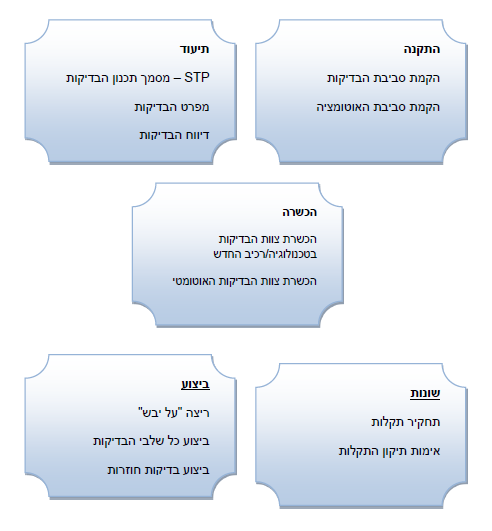 התקנה
הקמת סביבת הבדיקות
הקמת סביבת האוטומציה
תיעוד
STP – מסמך תכנון הבדיקות
מפרט הבדיקות
דיווח הבדיקות
הכשרה
הכשרת צוות הבדיקות
בטכנולוגיה/רכיב החדש
הכשרת צוות הבדיקות האוטומטי
שונות
תחקיר תקלות
אימות תיקון התקלות
ביצוע
ריצה "על יבש"
ביצוע כל שלבי הבדיקות
ביצוע בדיקות חוזרות